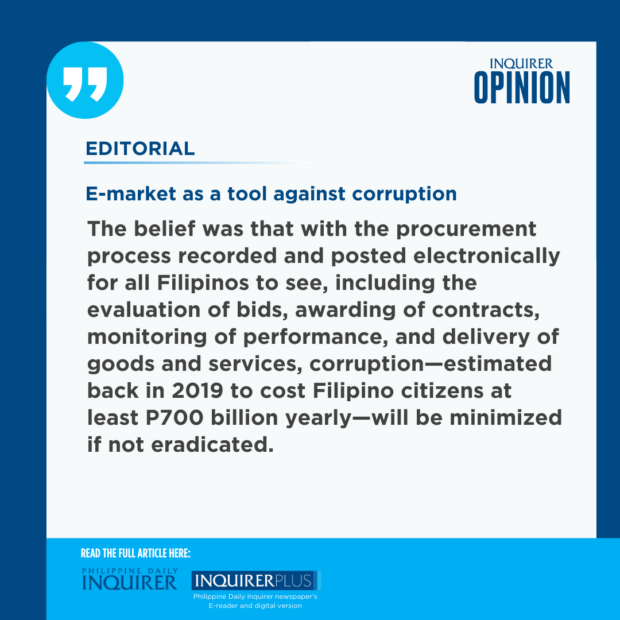 INQUIRER
OPINION
EDITORIAL
E-market as a tool against corruption
The belief was that with the procurement
process recorded and posted electronically
for all Filipinos to see, including the
evaluation of bids, awarding of contracts,
monitoring of performance, and delivery of
goods and services, corruption—estimated
back in 2019 to cost Filipino citizens at
least P700 billion yearly—will be minimized
if not eradicated.
READ THE FULL ARTICLE HERE:
PHILIPPINE DAILY
INQUIRER
INQUIRERPLUS
Philippine Daily Inquirer newspaper's
E-reader and digital version